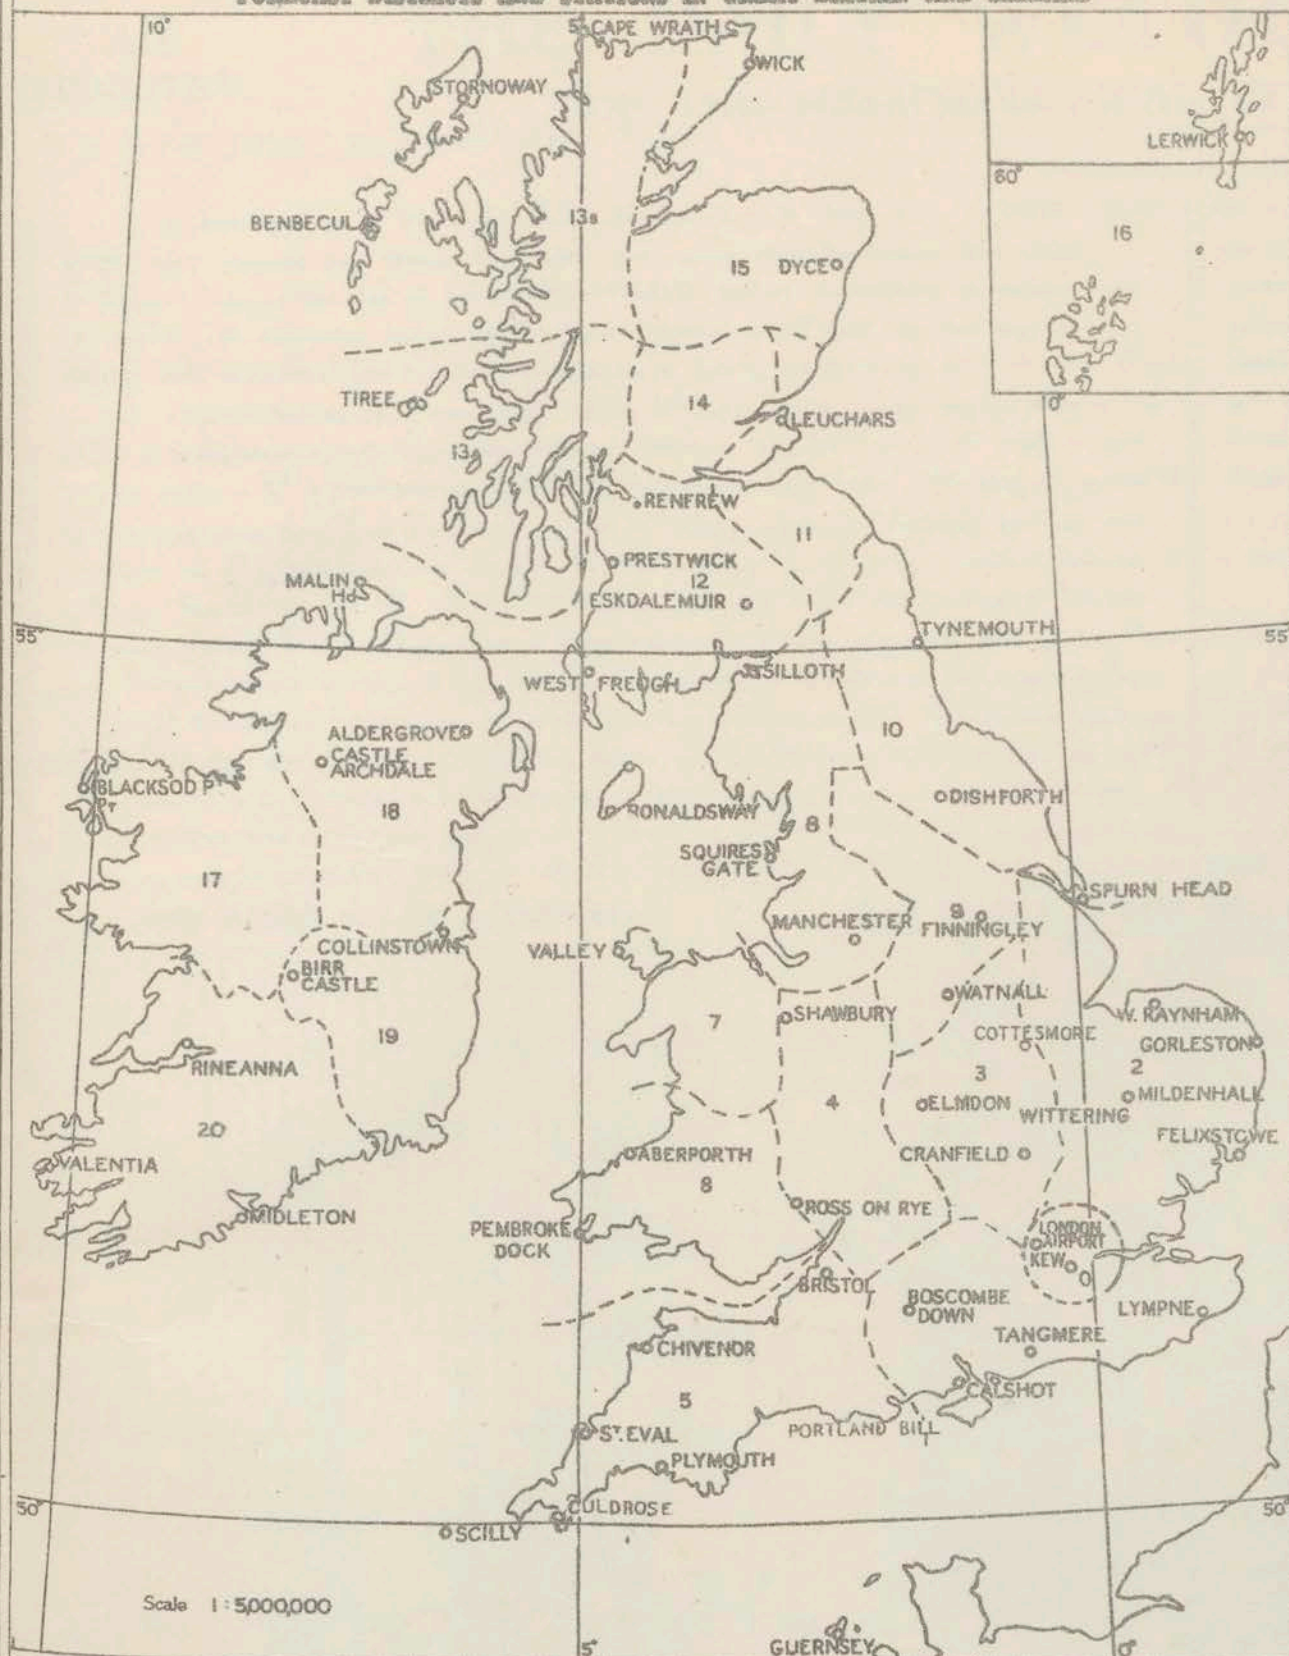 10°
5°
CAPE WRATH
WICK
STORNOWAY
LERWICK
60°
BENBECUL
13a
16
15
DYCE
TIREE
14
0°
LEUCHARS
13
RENFREW
11
PRESTWICK
12
MALIN
Hd
ESKDALEMUIR
55°
TYNEMOUTH
55°
WEST FREUGH
SILLOTH
ALDERGROVE
10
CASTLE
ARCHDALE
BLACKSOD PT
PT
DISHFORTH
18
RONALDSWAY
8
SQUIRES
GATE
17
SPURN HEAD
MANCHESTER
9
FINNINGLEY
COLLINSTOWN
VALLEY
BIRR
CASTLE
WATNALL
SHAWBURY
W. RAYNHAM
7
19
COTTESMORE
GORLESTON
RINEANNA
3
2
4
ELMDON
MILDENHALL
WITTERING
20
FELIXSTOWE
VALENTIA
ABERPORTH
CRANFIELD
8
MIDLETON
ROSS ON RYE
PEMBROKE
DOCK
LONDON
AIRPORT
KEW
BRISTOL
BOSCOMBE
DOWN
LYMPNE
TANGMERE
CHIVENOR
CALSHOT
5
PORTLAND BILL
ST. EVAL
PLYMOUTH
50°
CULDROSE
50°
SCILLY
Scale 1:5,000,000
GUERNSEY
5°
0°